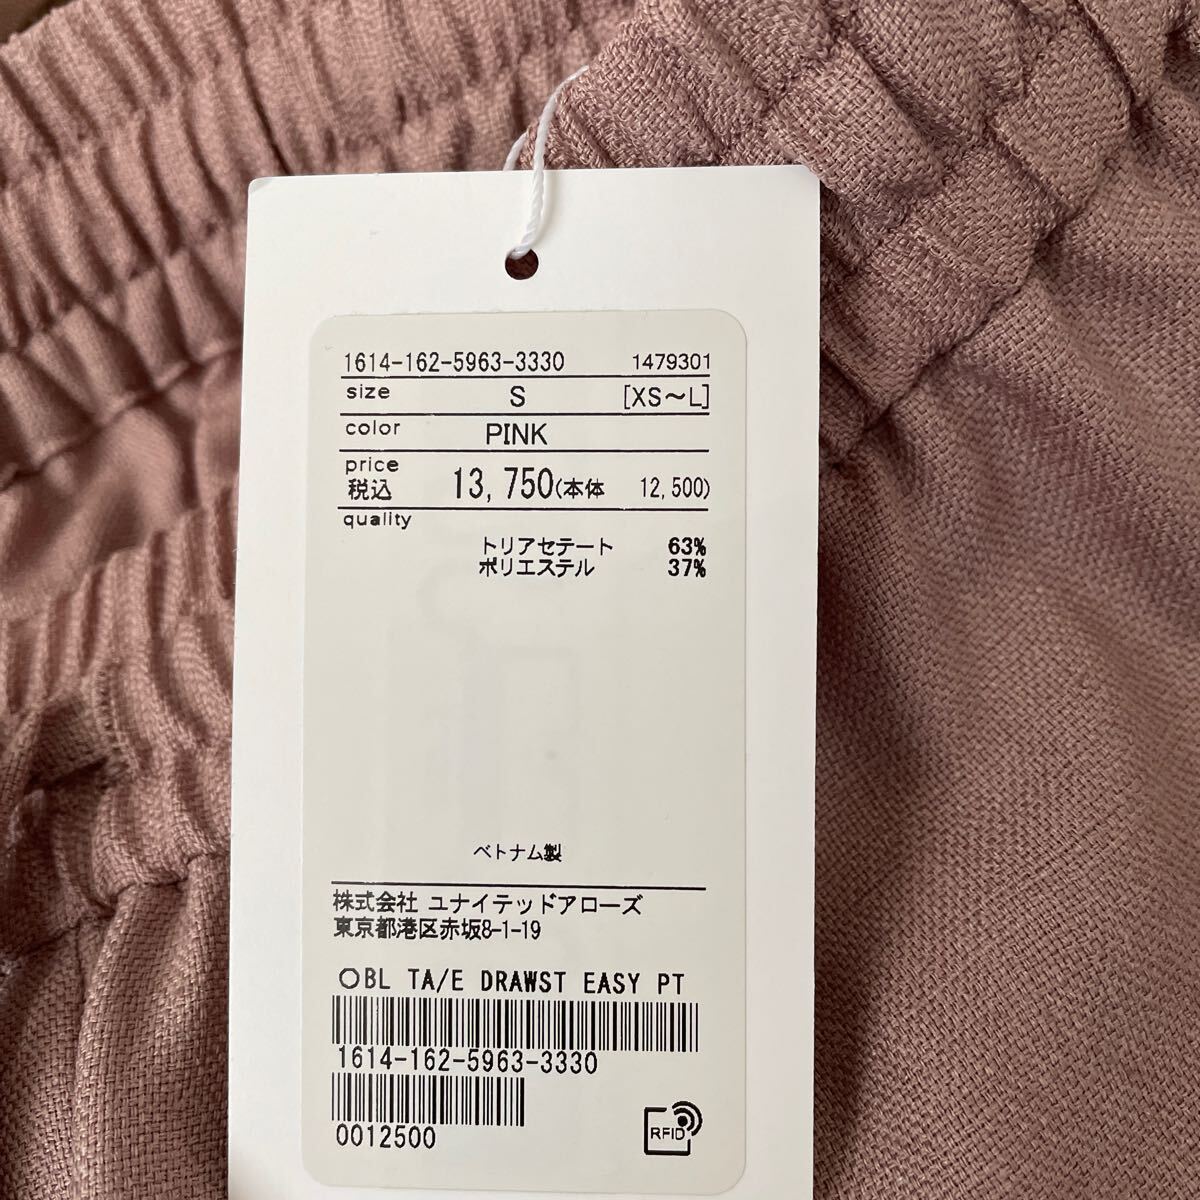 1614-162-5963-3330 1479301
size S [XS～L]
color PINK
price
税込 13,750(本体 12,500)
quality
トリアセテート 63%
ポリエステル 37%
ベトナム製
株式会社 ユナイテッドアローズ
東京都港区赤坂8-1-19
〇BL TA/E DRAWST EASY PT
1614-162-5963-3330
0012500
RFID